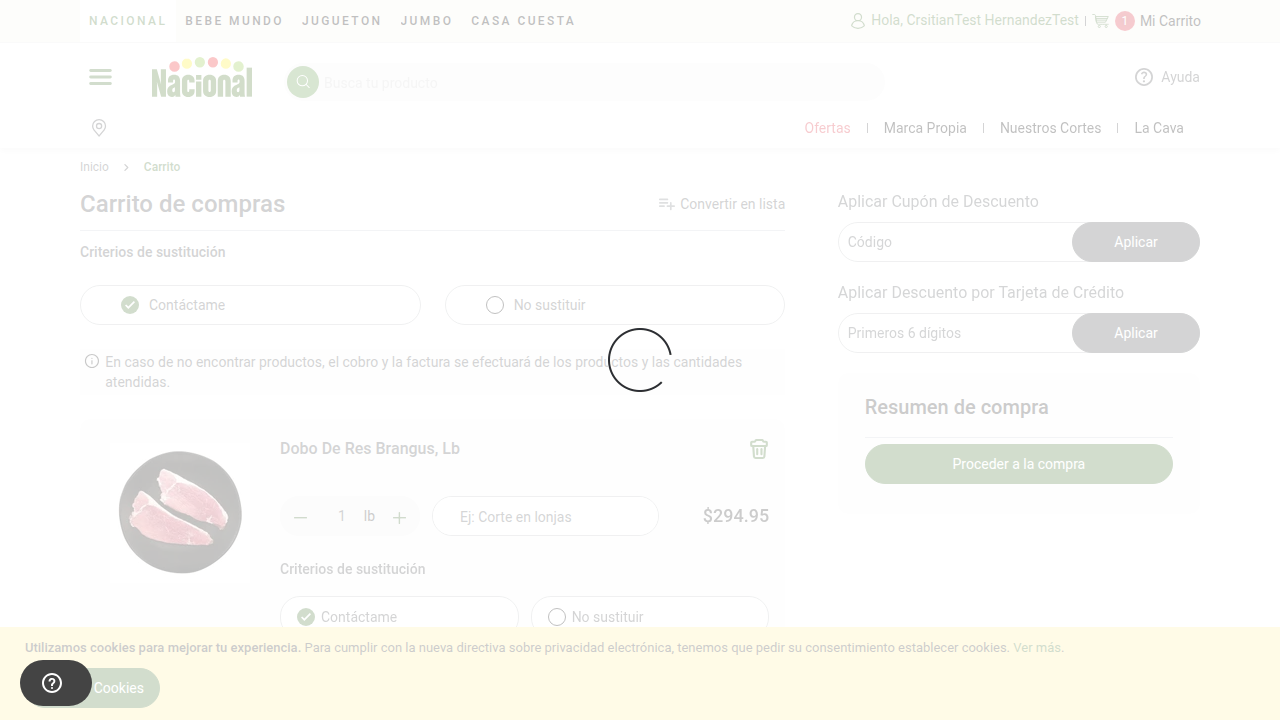 NACIONAL BEBE MUNDO JUGUETON JUMBO CASA CUESTA Hola, CrsitianTest HernandezTest 1 Mi Carrito
Nacional Busca tu producto Ayuda
Ofertas Marca Propia Nuestros Cortes La Cava
Inicio Carrito
Carrito de compras Convertir en lista
Criterios de sustitución
Contáctame No sustituir
En caso de no encontrar productos, el cobro y la factura se efectuará de los productos y las cantidades
atendidas.
Dobo De Res Brangus, Lb
1 lb Ej: Corte en lonjas $294.95
Criterios de sustitución
Contáctame No sustituir
Aplicar Cupón de Descuento
Código Aplicar
Aplicar Descuento por Tarjeta de Crédito
Primeros 6 dígitos Aplicar
Resumen de compra
Proceder a la compra
Utilizamos cookies para mejorar tu experiencia. Para cumplir con la nueva directiva sobre privacidad electrónica, tenemos que pedir su consentimiento establecer cookies. Ver más.
Cookies